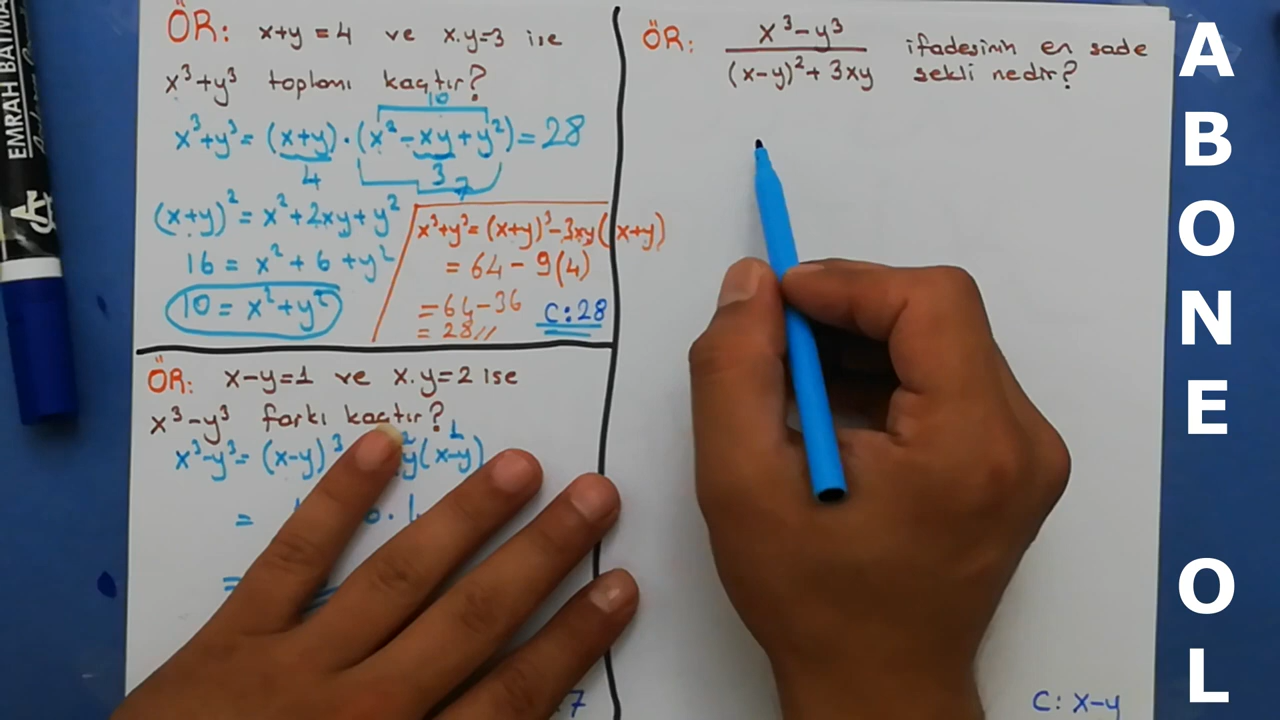 EMRAH BATMA
ÖR: x+y=4 ve x.y=3 ise
x³+y³ toplamı kaçtır?
10
x³+y³ = (x+y).(x²-xy+y²)=28
4 3
7
(x+y)² = x²+2xy+y²
16 = x²+6+y²
10 = x²+y²
x³+y³= (x+y)³-3xy(x+y)
= 64-9(4)
=64-36
= 28//
C:28
ÖR: x-y=1 ve x.y=2 ise
x³-y³ farkı kaçtır?
x³-y³= (x-y)³ y(x-y)
=
=
7
ÖR: x³-y³ ifadesinin en sade
(x-y)²+3xy şekli nedir?
C: x-y
ABONE
OL